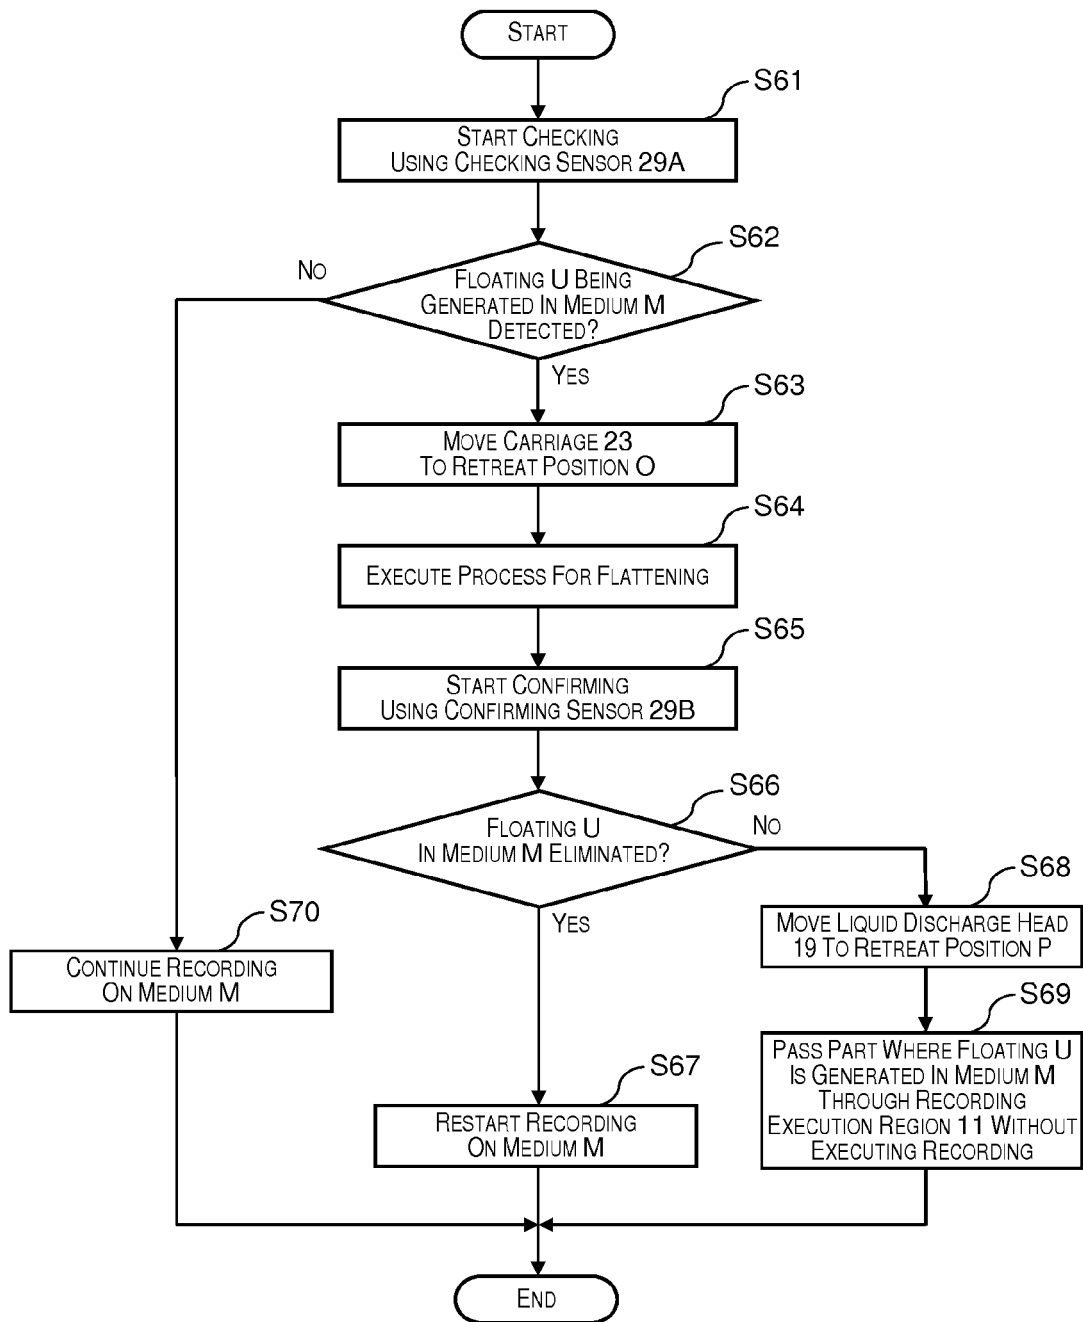 START
S61
START CHECKING
USING CHECKING SENSOR 29A
S62
NO
FLOATING U BEING
GENERATED IN MEDIUM M
DETECTED?
YES
S63
MOVE CARRIAGE 23
TO RETREAT POSITION O
S64
EXECUTE PROCESS FOR FLATTENING
S65
START CONFIRMING
USING CONFIRMING SENSOR 29B
S66
FLOATING U
IN MEDIUM M ELIMINATED?
NO
YES
S68
MOVE LIQUID DISCHARGE HEAD
19 TO RETREAT POSITION P
S70
CONTINUE RECORDING
ON MEDIUM M
S69
PASS PART WHERE FLOATING U
IS GENERATED IN MEDIUM M
THROUGH RECORDING
EXECUTION REGION 11 WITHOUT
EXECUTING RECORDING
S67
RESTART RECORDING
ON MEDIUM M
END